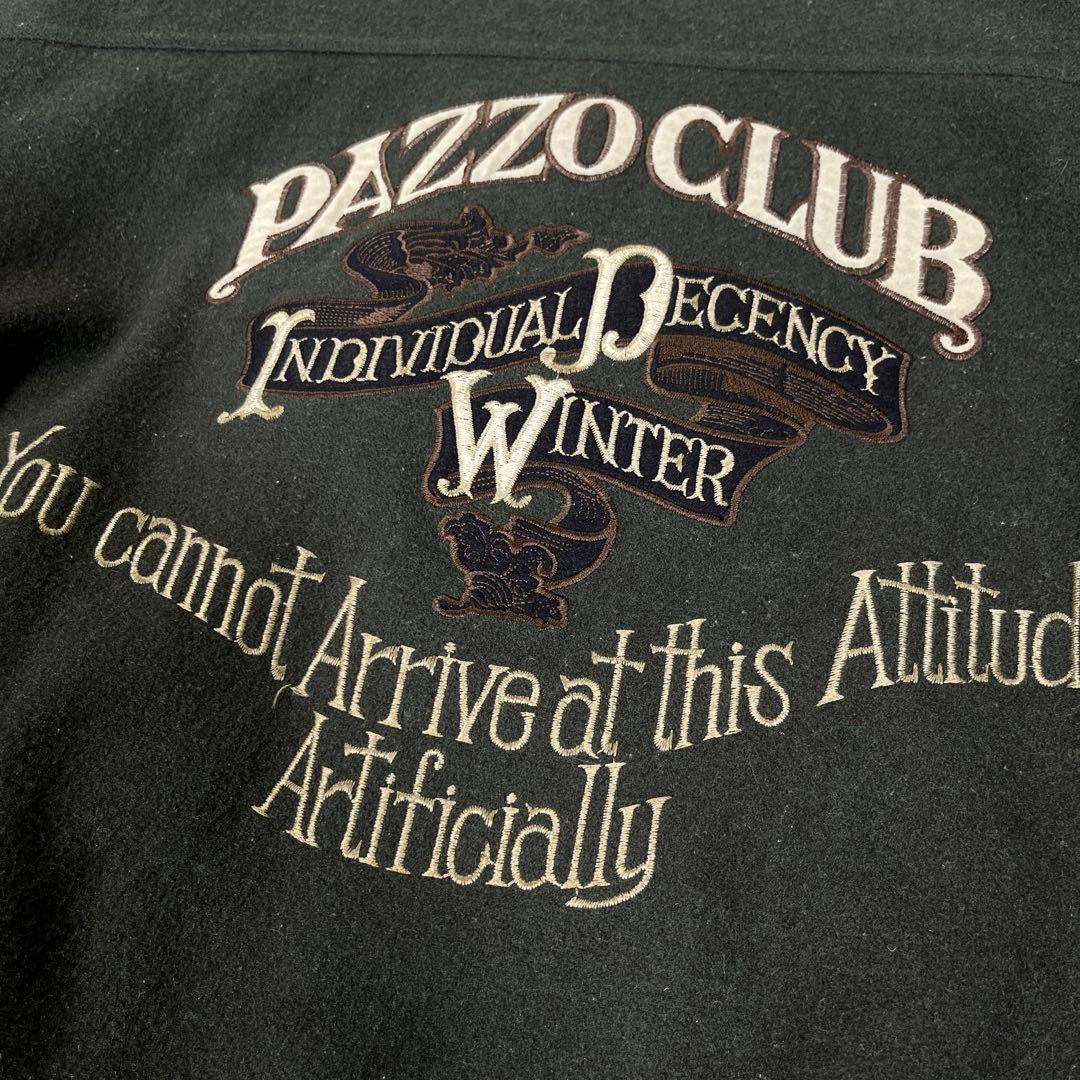 PAZZO CLUB
INDIVIDUAL DECENCY
WINTER
You cannot Arrive at this Attitud
Artificially